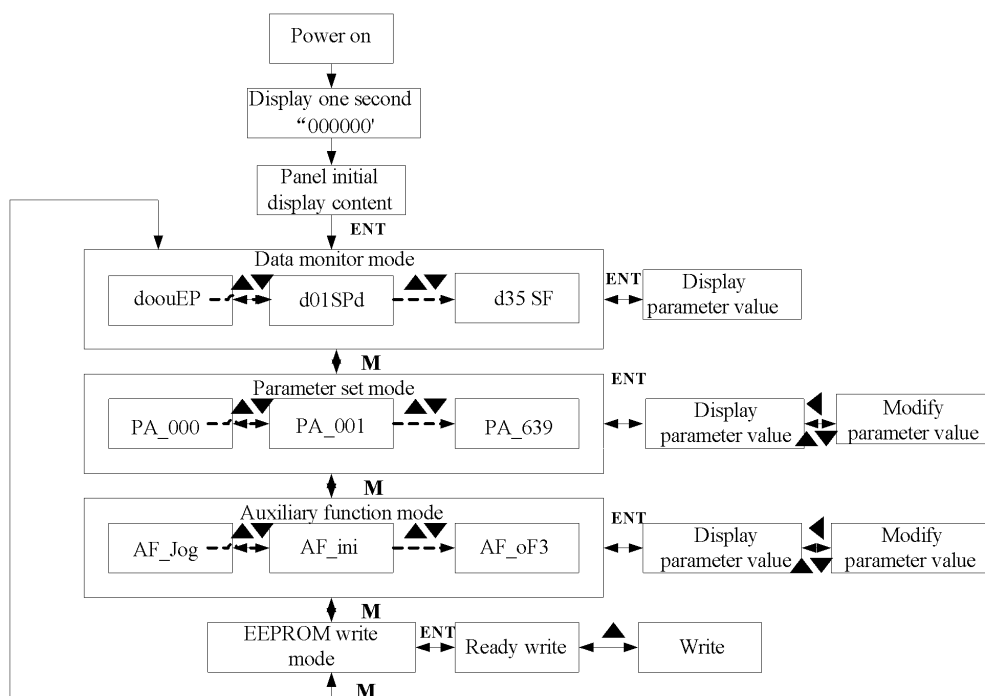 Power on
Display one second
“000000'
Panel initial
display content
ENT
Data monitor mode
doouEP
d01SPd
d35 SF
ENT
Display
parameter value
M
Parameter set mode
PA_000
PA_001
PA_639
ENT
Display
parameter value
Modify
parameter value
M
Auxiliary function mode
AF_Jog
AF_ini
AF_oF3
ENT
Display
parameter value
Modify
parameter value
M
EEPROM write
mode
ENT
Ready write
Write
M